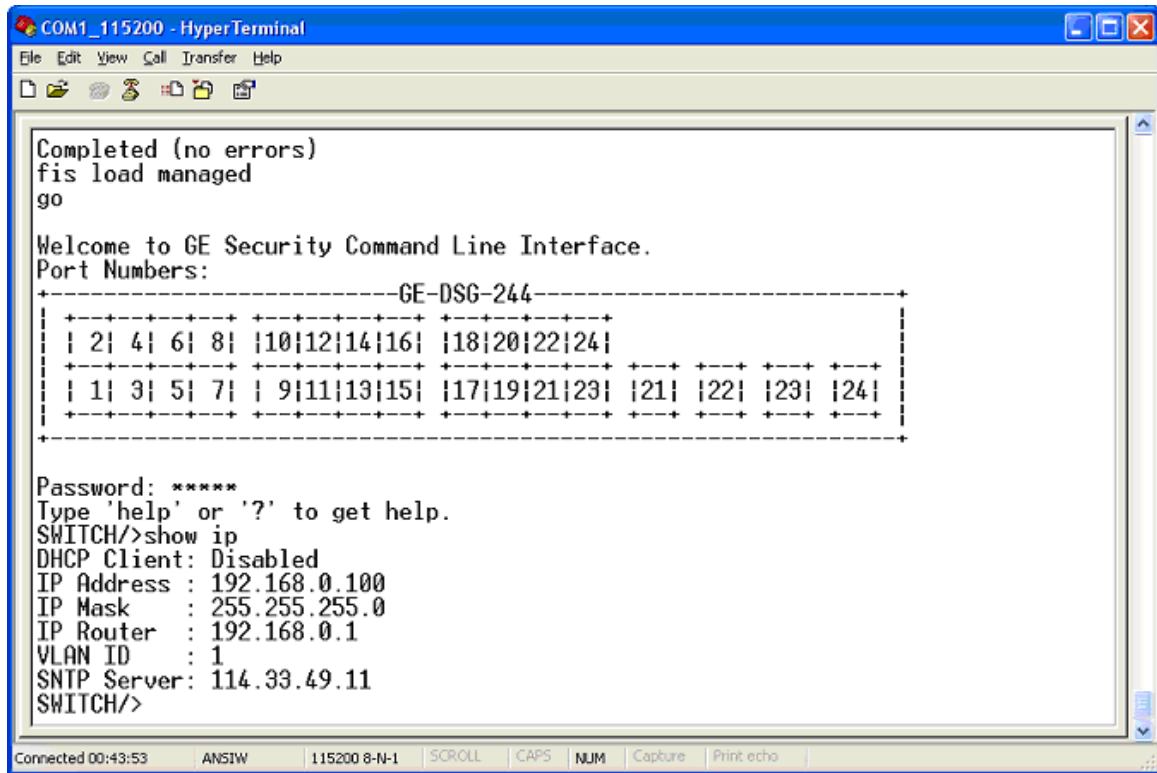 COM1_115200 - HyperTerminal
File Edit View Call Transfer Help
Completed (no errors)
fis load managed
go
Welcome to GE Security Command Line Interface.
Port Numbers:
+--------------------------GE-DSG-244---------------------------+
| +--+--+--+--+ +--+--+--+--+ +--+--+--+--+ |
| | 2| 4| 6| 8| |10|12|14|16| |18|20|22|24| |
| +--+--+--+--+ +--+--+--+--+ +--+--+--+--+ +--+ +--+ +--+ +--+ |
| | 1| 3| 5| 7| | 9|11|13|15| |17|19|21|23| |21| |22| |23| |24| |
| +--+--+--+--+ +--+--+--+--+ +--+--+--+--+ +--+ +--+ +--+ +--+ |
+---------------------------------------------------------------+
Password: *****
Type 'help' or '?' to get help.
SWITCH/>show ip
DHCP Client: Disabled
IP Address : 192.168.0.100
IP Mask    : 255.255.255.0
IP Router  : 192.168.0.1
VLAN ID    : 1
SNTP Server: 114.33.49.11
SWITCH/>
Connected 00:43:53 ANSIW 115200 8-N-1 SCROLL CAPS NUM Capture Print echo